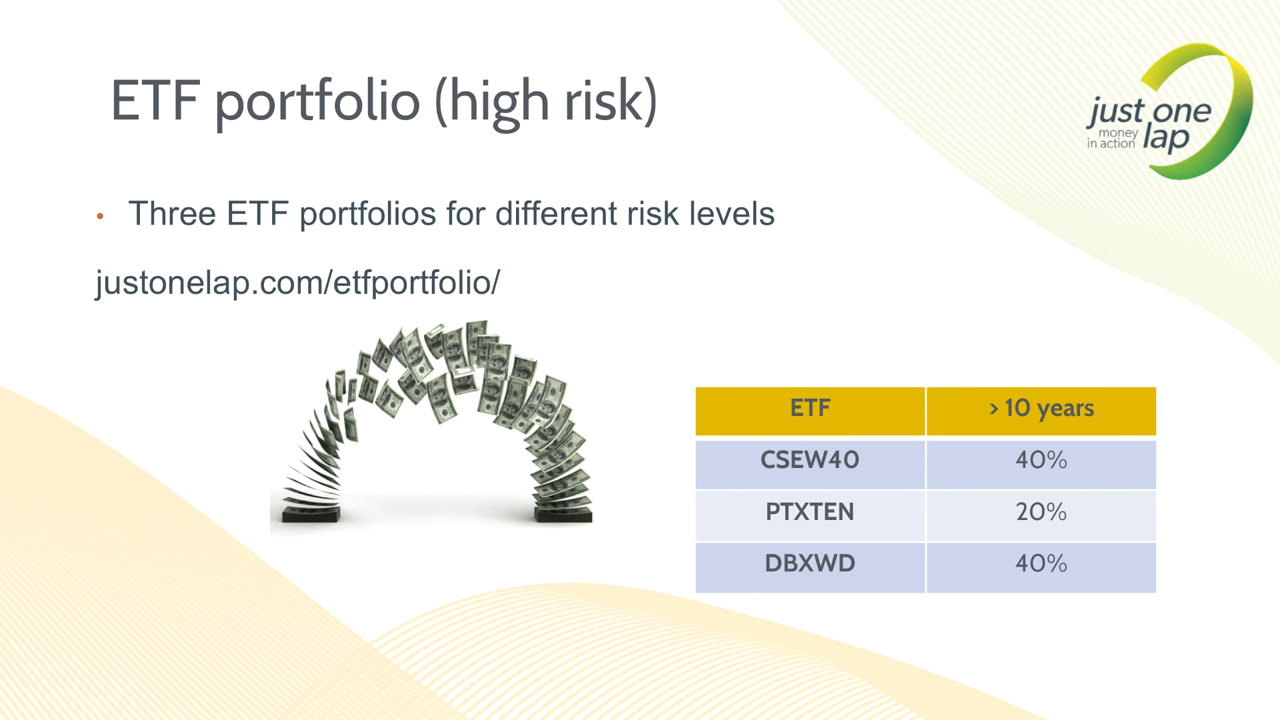 ETF portfolio (high risk)
just one
money
in action
lap
• Three ETF portfolios for different risk levels
justonelap.com/etfportfolio/
ETF > 10 years
CSEW40 40%
PTXTEN 20%
DBXWD 40%